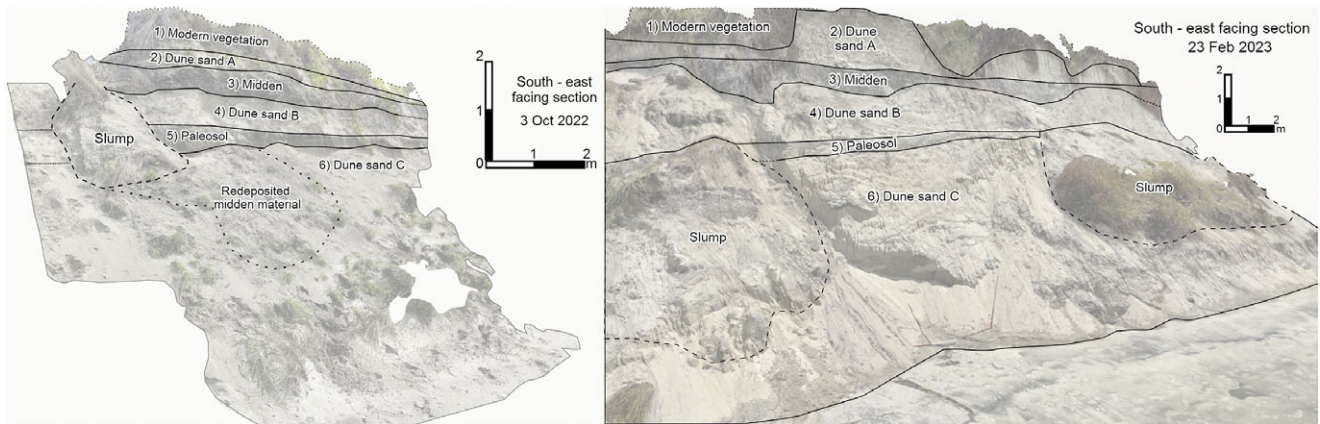 1) Modern vegetation
2) Dune sand A
3) Midden
4) Dune sand B
5) Paleosol
6) Dune sand C
Slump
Redeposited
midden material
2
1
0
1
2
m
South - east
facing section
3 Oct 2022
1) Modern vegetation
2) Dune
sand A
3) Midden
4) Dune sand B
5) Paleosol
6) Dune sand C
Slump
Slump
South - east facing section
23 Feb 2023
2
1
0
1
2
m